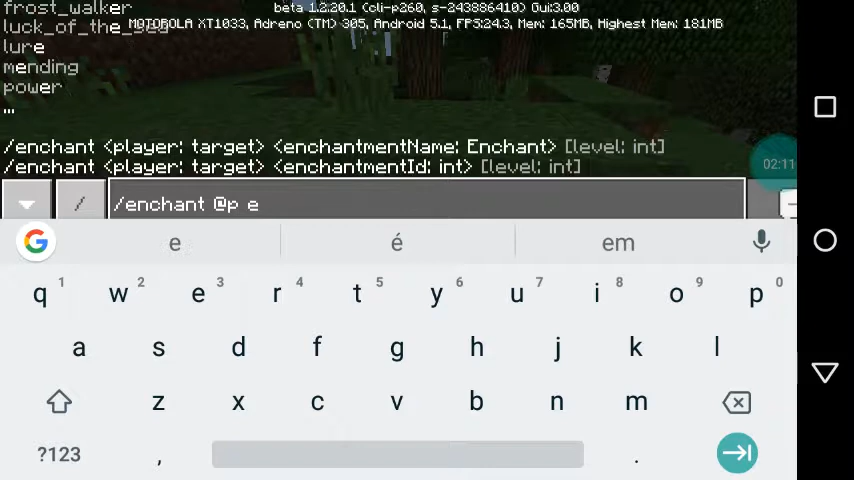 frost_walker
beta 1.2.20.1 (cli-p260, s-243886410) Gui:3.00
luck_of_the_sea
MOTOROLA XT1033, Adreno (TM) 305, Android 5.1, FPS:24.3, Mem: 165MB, Highest Mem: 181MB
lure
mending
power
...
/enchant <player: target> <enchantmentName: Enchant> [level: int]
/enchant <player: target> <enchantmentId: int> [level: int]
02:11
/ /enchant @p e
e é em
q 1 w 2 e 3 r 4 t 5 y 6 u 7 i 8 o 9 p 0
a s d f g h j k l
z x c v b n m
?123 , .